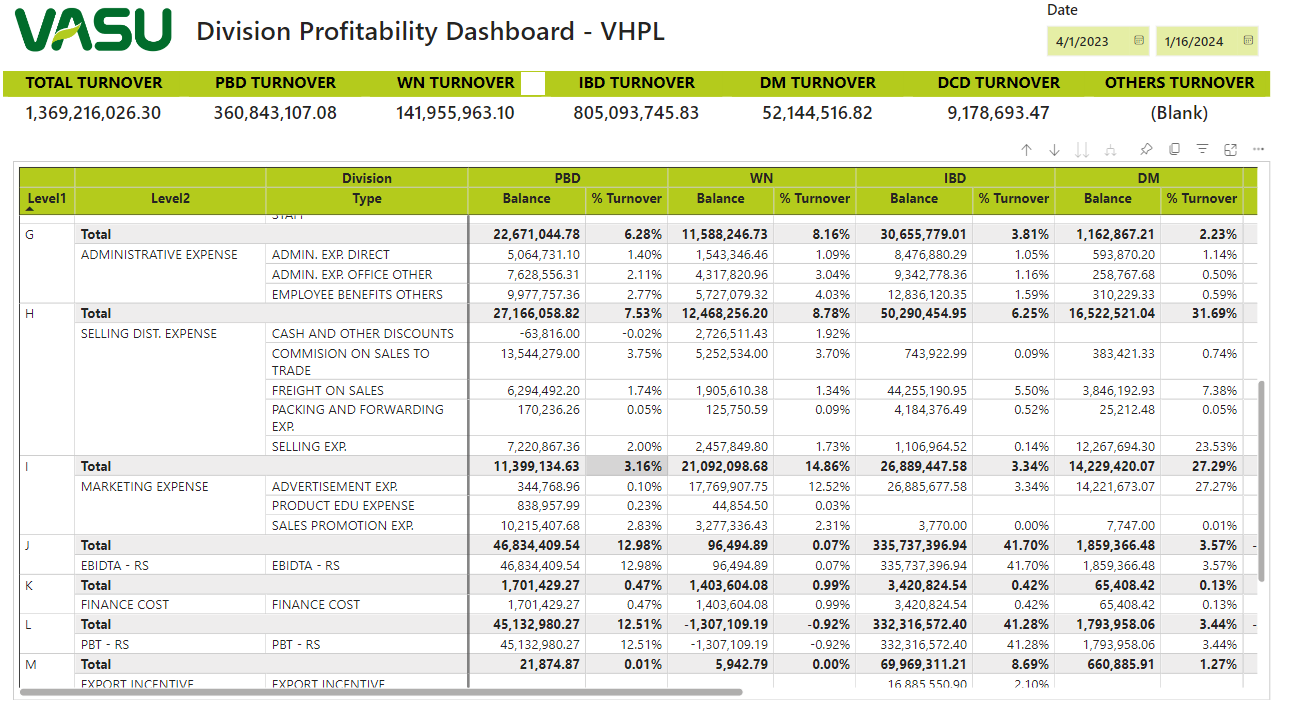 VASU
Division Profitability Dashboard - VHPL
Date
4/1/2023 1/16/2024
TOTAL TURNOVER PBD TURNOVER WN TURNOVER IBD TURNOVER DM TURNOVER DCD TURNOVER OTHERS TURNOVER
1,369,216,026.30 360,843,107.08 141,955,963.10 805,093,745.83 52,144,516.82 9,178,693.47 (Blank)
Division PBD WN IBD DM
Level1 Level2 Type Balance % Turnover Balance % Turnover Balance % Turnover Balance % Turnover
STAFF
G Total 22,671,044.78 6.28% 11,588,246.73 8.16% 30,655,779.01 3.81% 1,162,867.21 2.23%
ADMINISTRATIVE EXPENSE ADMIN. EXP. DIRECT 5,064,731.10 1.40% 1,543,346.46 1.09% 8,476,880.29 1.05% 593,870.20 1.14%
ADMIN. EXP. OFFICE OTHER 7,628,556.31 2.11% 4,317,820.96 3.04% 9,342,778.36 1.16% 258,767.68 0.50%
EMPLOYEE BENEFITS OTHERS 9,977,757.36 2.77% 5,727,079.32 4.03% 12,836,120.35 1.59% 310,229.33 0.59%
H Total 27,166,058.82 7.53% 12,468,256.20 8.78% 50,290,454.95 6.25% 16,522,521.04 31.69%
SELLING DIST. EXPENSE CASH AND OTHER DISCOUNTS -63,816.00 -0.02% 2,726,511.43 1.92%
COMMISION ON SALES TO 13,544,279.00 3.75% 5,252,534.00 3.70% 743,922.99 0.09% 383,421.33 0.74%
TRADE
FREIGHT ON SALES 6,294,492.20 1.74% 1,905,610.38 1.34% 44,255,190.95 5.50% 3,846,192.93 7.38%
PACKING AND FORWARDING 170,236.26 0.05% 125,750.59 0.09% 4,184,376.49 0.52% 25,212.48 0.05%
EXP.
SELLING EXP. 7,220,867.36 2.00% 2,457,849.80 1.73% 1,106,964.52 0.14% 12,267,694.30 23.53%
I Total 11,399,134.63 3.16% 21,092,098.68 14.86% 26,889,447.58 3.34% 14,229,420.07 27.29%
MARKETING EXPENSE ADVERTISEMENT EXP. 344,768.96 0.10% 17,769,907.75 12.52% 26,885,677.58 3.34% 14,221,673.07 27.27%
PRODUCT EDU EXPENSE 838,957.99 0.23% 44,854.50 0.03%
SALES PROMOTION EXP. 10,215,407.68 2.83% 3,277,336.43 2.31% 3,770.00 0.00% 7,747.00 0.01%
J Total 46,834,409.54 12.98% 96,494.89 0.07% 335,737,396.94 41.70% 1,859,366.48 3.57% -
EBIDTA - RS EBIDTA - RS 46,834,409.54 12.98% 96,494.89 0.07% 335,737,396.94 41.70% 1,859,366.48 3.57%
K Total 1,701,429.27 0.47% 1,403,604.08 0.99% 3,420,824.54 0.42% 65,408.42 0.13%
FINANCE COST FINANCE COST 1,701,429.27 0.47% 1,403,604.08 0.99% 3,420,824.54 0.42% 65,408.42 0.13%
L Total 45,132,980.27 12.51% -1,307,109.19 -0.92% 332,316,572.40 41.28% 1,793,958.06 3.44% -
PBT - RS PBT - RS 45,132,980.27 12.51% -1,307,109.19 -0.92% 332,316,572.40 41.28% 1,793,958.06 3.44%
M Total 21,874.87 0.01% 5,942.79 0.00% 69,969,311.21 8.69% 660,885.91 1.27%
EXPORT INCENTIVE EXPORT INCENTIVE 16,885,550.90 2.10%